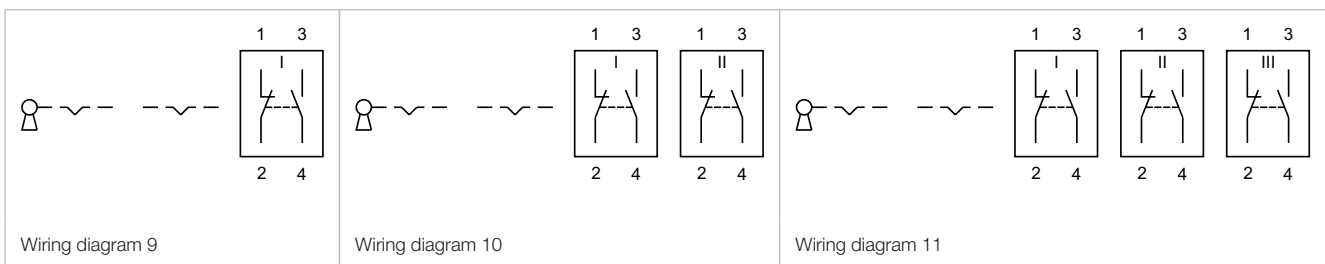 1 3
I
2 4
Wiring diagram 9
1 3 1 3
I II
2 4 2 4
Wiring diagram 10
1 3 1 3 1 3
I II III
2 4 2 4 2 4
Wiring diagram 11